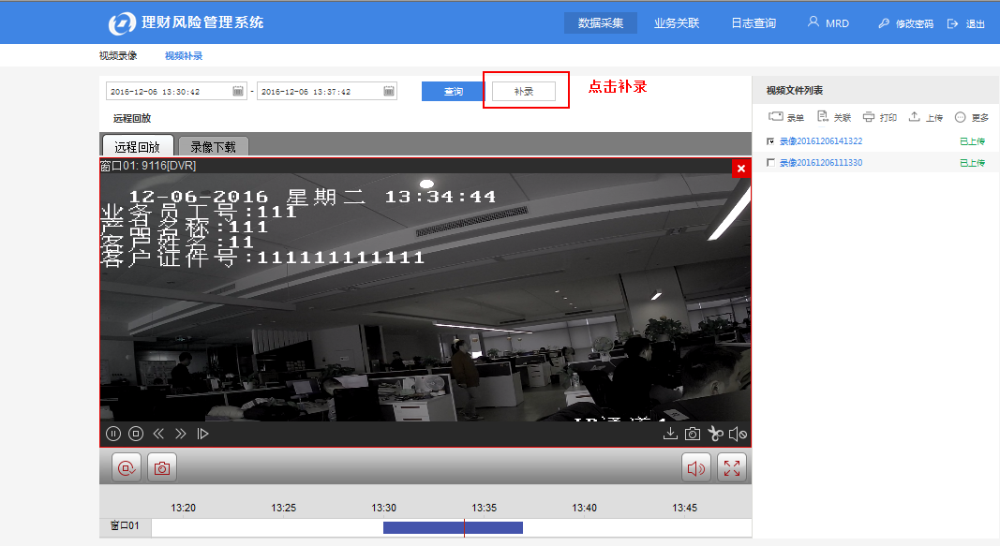 理财风险管理系统
数据采集 业务关联 日志查询 MRD 修改密码 退出
视频录像 视频补录
2016-12-06 13:30:42 - 2016-12-06 13:37:42 查询 补录 点击补录
远程回放
远程回放 录像下载
窗口01: 9116[DVR]
12-06-2016 星期二 13:34:44
业务员工号:111
产品名称:111
客户姓名:11
客户证件号:111111111111
13:20 13:25 13:30 13:35 13:40 13:45
窗口01
视频文件列表
录单 关联 打印 上传 更多
录像20161206141322 已上传
录像20161206111330 已上传